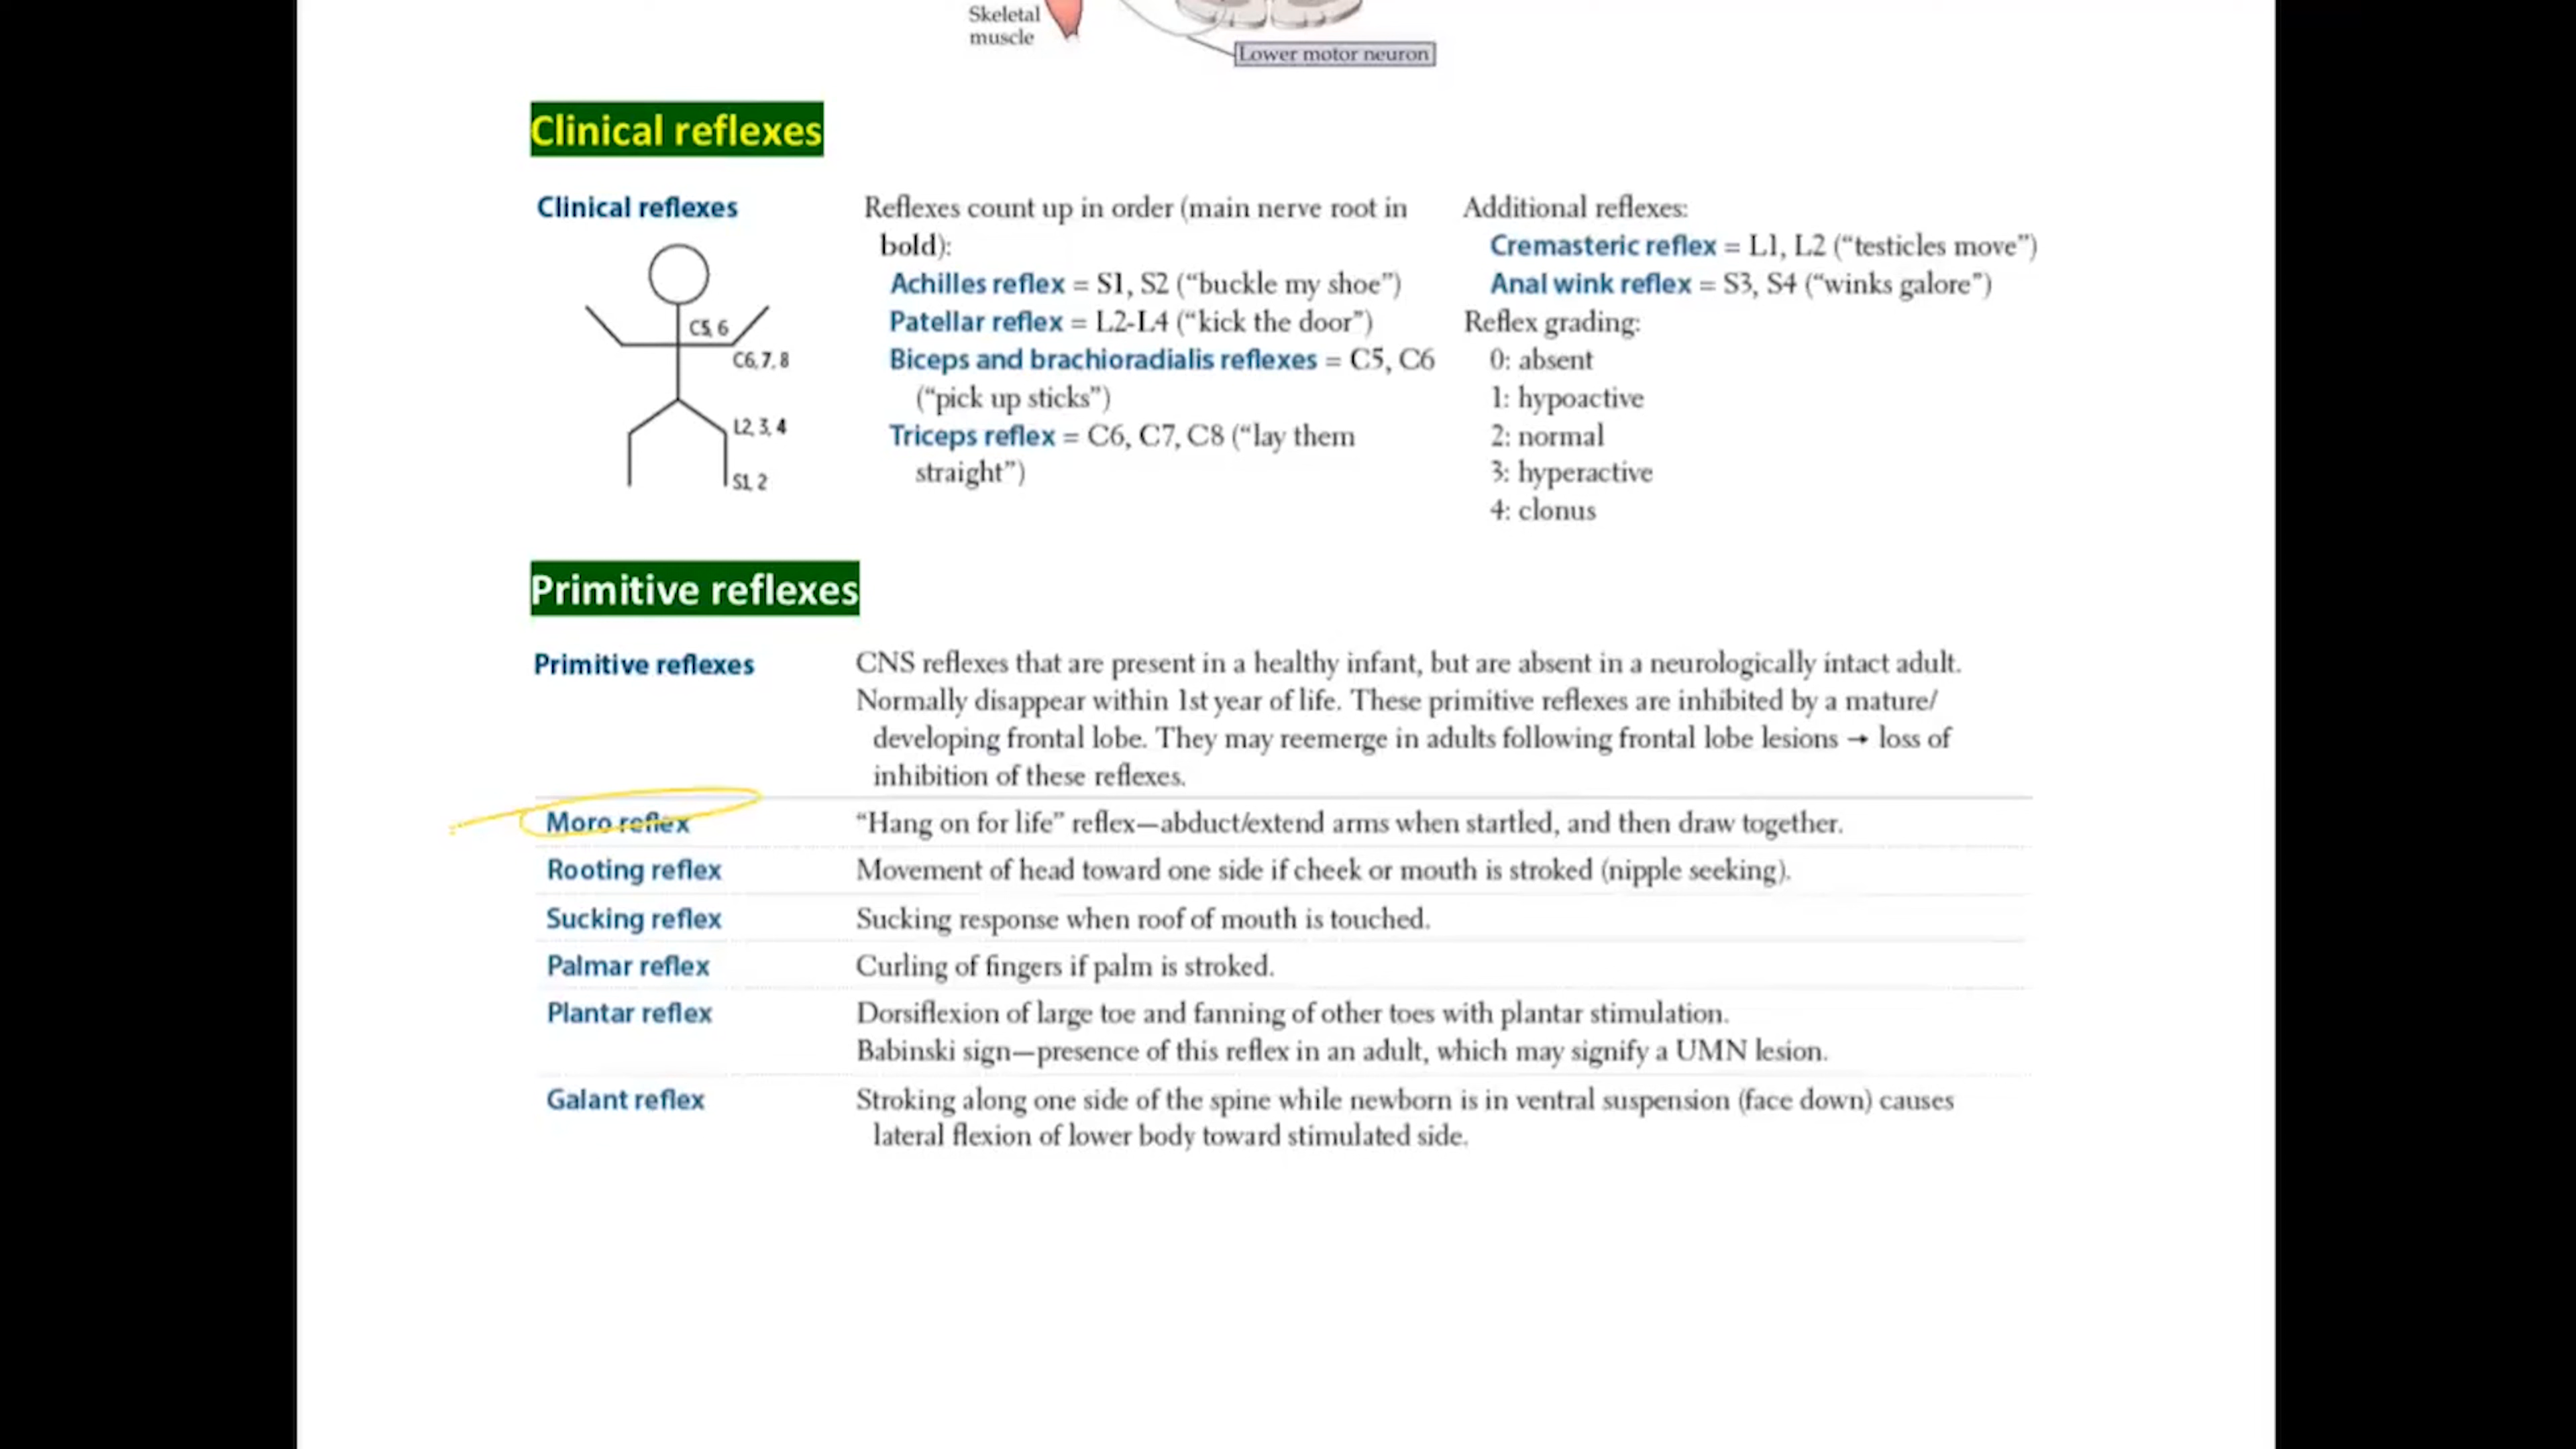 Skeletal
muscle
Lower motor neuron
Clinical reflexes
Clinical reflexes
C5, 6
C6, 7, 8
L2, 3, 4
S1, 2
Reflexes count up in order (main nerve root in
bold):
Achilles reflex = S1, S2 (“buckle my shoe”)
Patellar reflex = L2-L4 (“kick the door”)
Biceps and brachioradialis reflexes = C5, C6
(“pick up sticks”)
Triceps reflex = C6, C7, C8 (“lay them
straight”)
Additional reflexes:
Cremasteric reflex = L1, L2 (“testicles move”)
Anal wink reflex = S3, S4 (“winks galore”)
Reflex grading:
0: absent
1: hypoactive
2: normal
3: hyperactive
4: clonus
Primitive reflexes
Primitive reflexes
CNS reflexes that are present in a healthy infant, but are absent in a neurologically intact adult.
Normally disappear within 1st year of life. These primitive reflexes are inhibited by a mature/
developing frontal lobe. They may reemerge in adults following frontal lobe lesions → loss of
inhibition of these reflexes.
Moro reflex
“Hang on for life” reflex—abduct/extend arms when startled, and then draw together.
Rooting reflex
Movement of head toward one side if cheek or mouth is stroked (nipple seeking).
Sucking reflex
Sucking response when roof of mouth is touched.
Palmar reflex
Curling of fingers if palm is stroked.
Plantar reflex
Dorsiflexion of large toe and fanning of other toes with plantar stimulation.
Babinski sign—presence of this reflex in an adult, which may signify a UMN lesion.
Galant reflex
Stroking along one side of the spine while newborn is in ventral suspension (face down) causes
lateral flexion of lower body toward stimulated side.